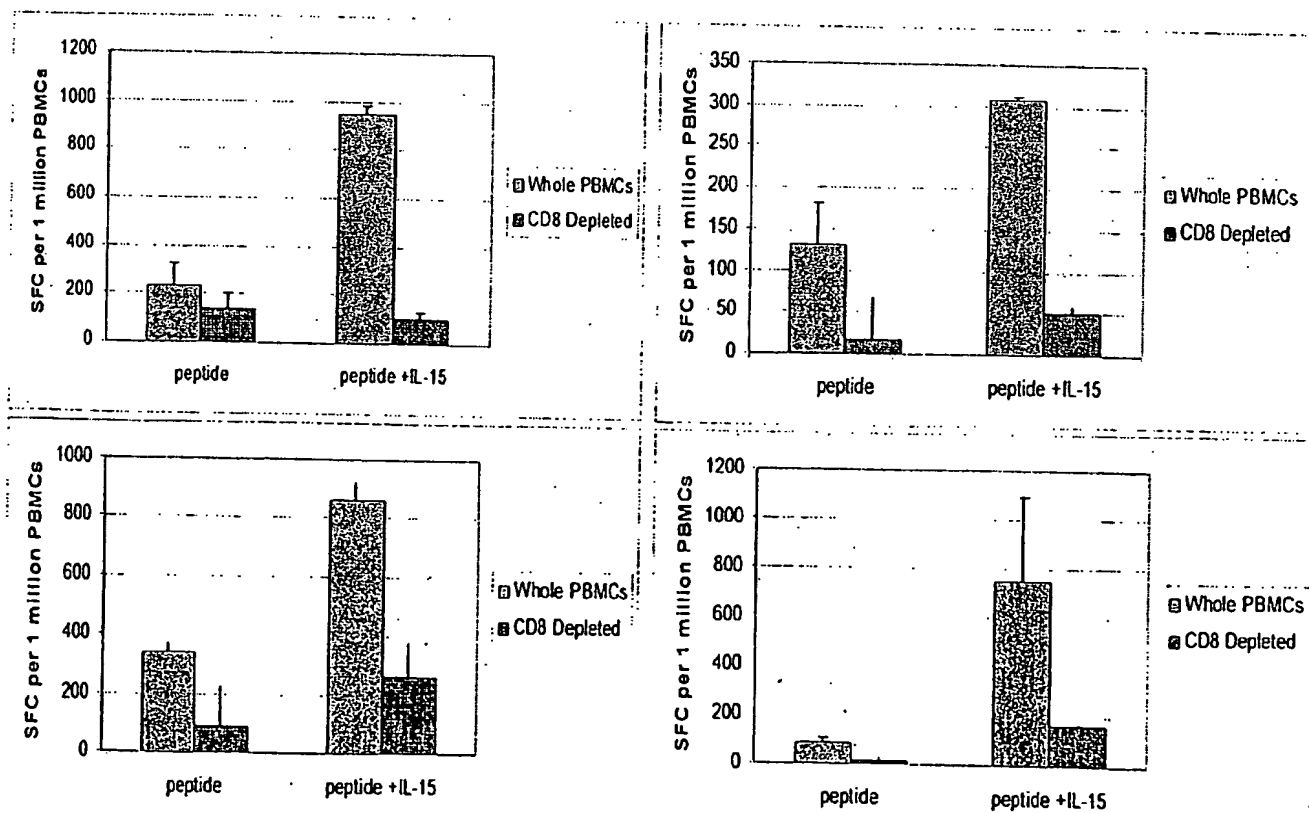 1200
1000
800
600
400
200
0
SFC per 1 million PBMCs
peptide
peptide +IL-15
Whole PBMCs
CD8 Depleted
350
300
250
200
150
100
50
0
SFC per 1 million PBMCs
peptide
peptide +IL-15
Whole PBMCs
CD8 Depleted
1000
800
600
400
200
0
SFC per 1 million PBMCs
peptide
peptide +IL-15
Whole PBMCs
CD8 Depleted
1200
1000
800
600
400
200
0
SFC per 1 million PBMCs
peptide
peptide +IL-15
Whole PBMCs
CD8 Depleted